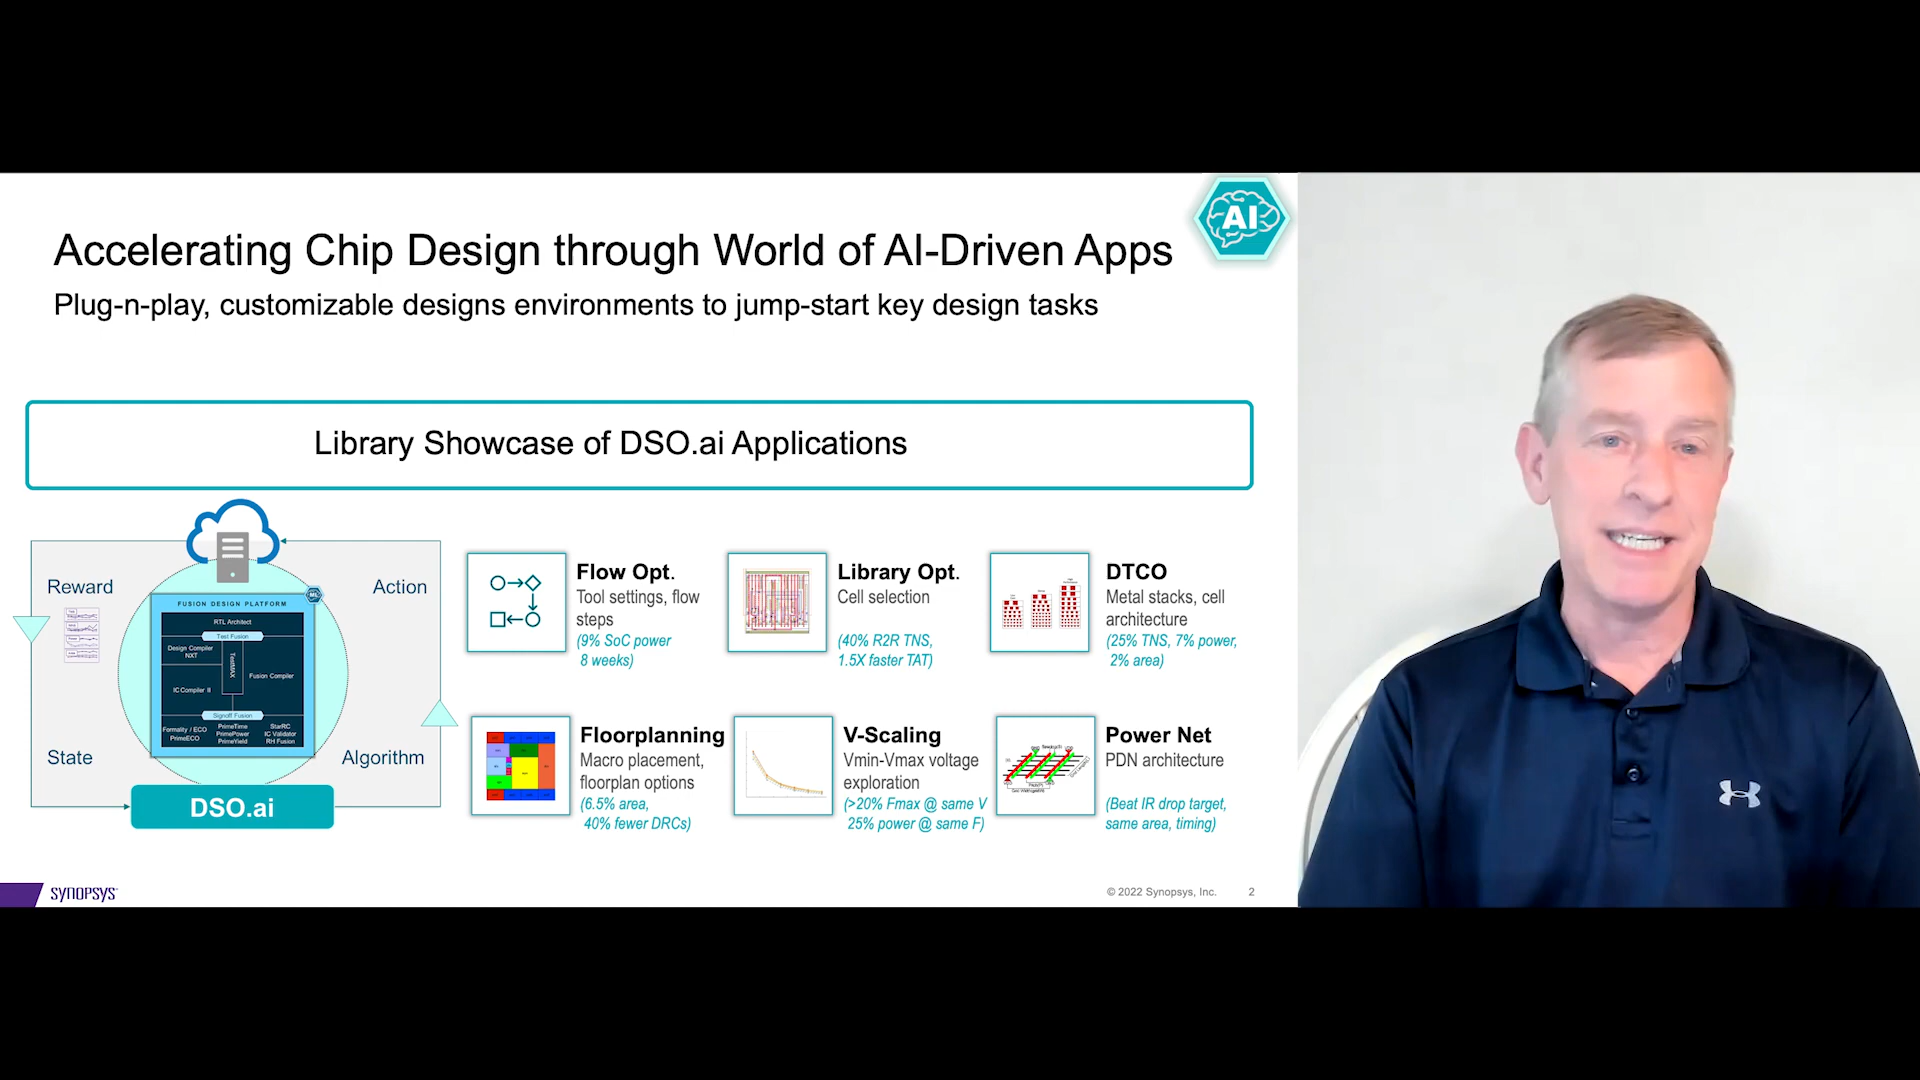 AI
Accelerating Chip Design through World of AI-Driven Apps
Plug-n-play, customizable designs environments to jump-start key design tasks
Library Showcase of DSO.ai Applications
Reward
Action
State
Algorithm
ML
FUSION DESIGN PLATFORM
RTL Architect
Test Fusion
Design Compiler
NXT
TestMAX
Fusion Compiler
IC Compiler II
Signoff Fusion
Formality / ECO
PrimeECO
PrimeTime
PrimePower
PrimeYield
StarRC
IC Validator
RH Fusion
DSO.ai
Flow Opt.
Tool settings, flow
steps
(9% SoC power
8 weeks)
Library Opt.
Cell selection
(40% R2R TNS,
1.5X faster TAT)
DTCO
Metal stacks, cell
architecture
(25% TNS, 7% power,
2% area)
Floorplanning
Macro placement,
floorplan options
(6.5% area,
40% fewer DRCs)
V-Scaling
Vmin-Vmax voltage
exploration
(>20% Fmax @ same V
25% power @ same F)
Power Net
PDN architecture
(Beat IR drop target,
same area, timing)
SYNOPSYS
© 2022 Synopsys, Inc.
2